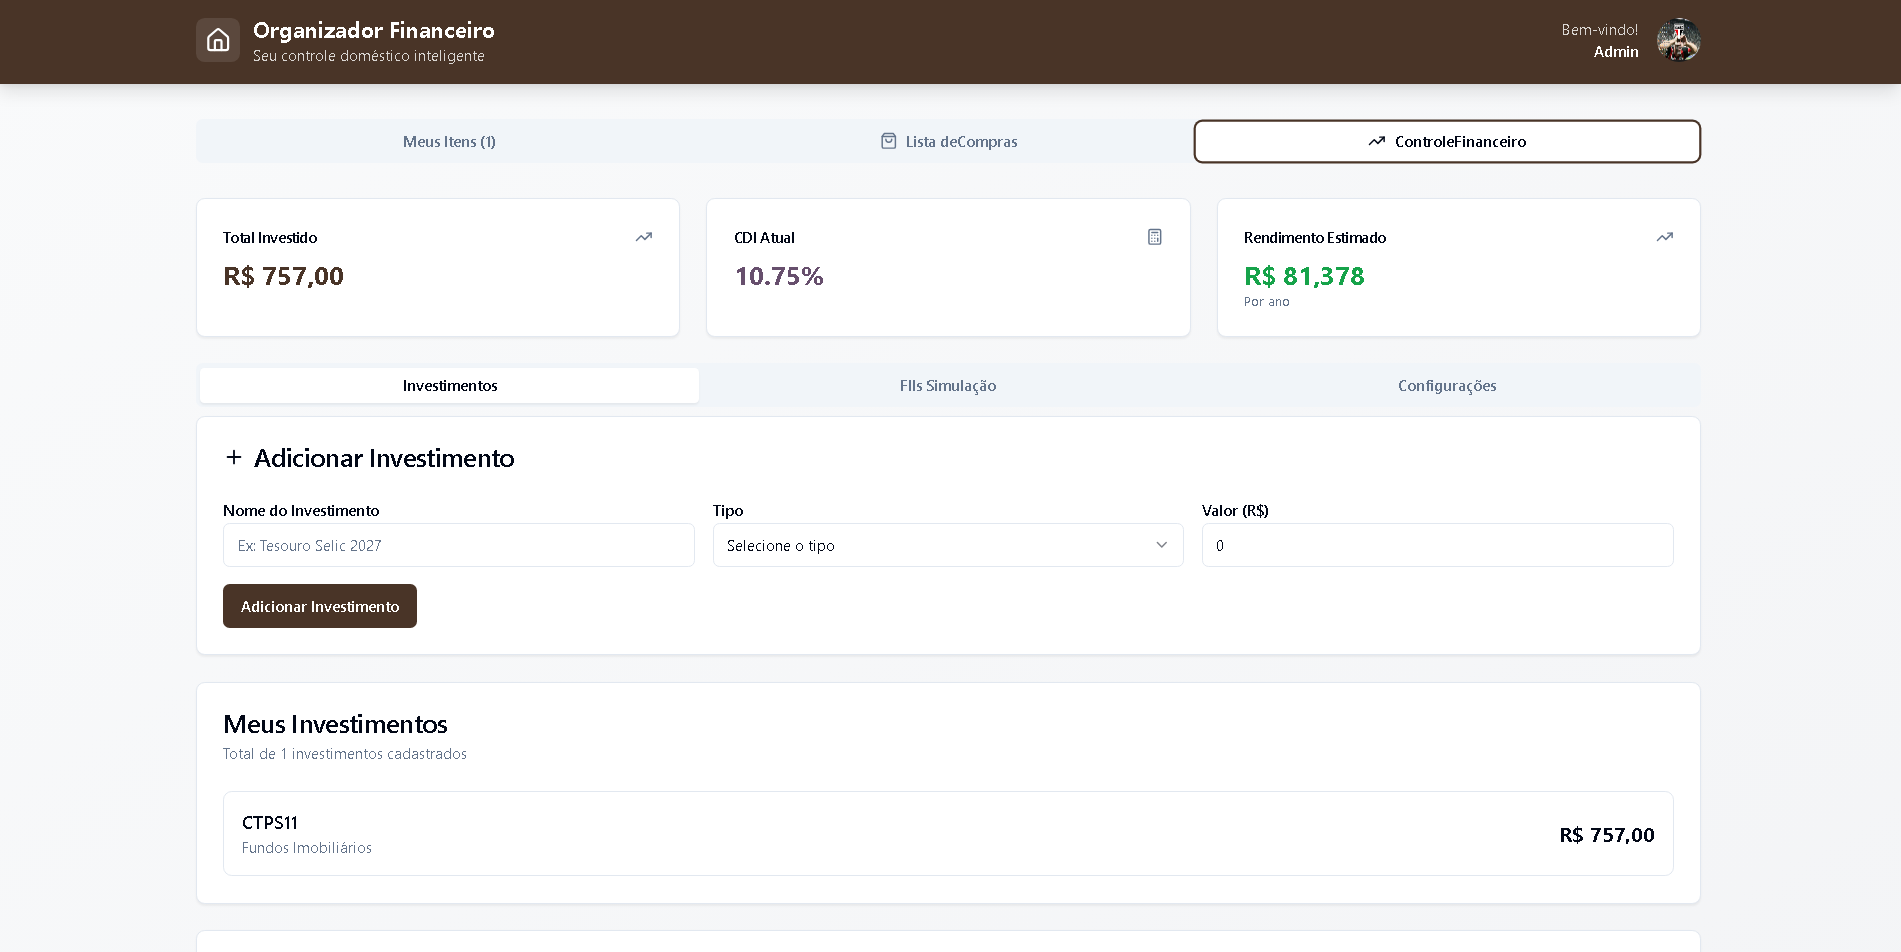 Organizador Financeiro
Seu controle doméstico inteligente
Bem-vindo!
Admin
Meus Itens (1)
Lista deCompras
ControleFinanceiro
Total Investido
R$ 757,00
CDI Atual
10.75%
Rendimento Estimado
R$ 81,378
Por ano
Investimentos
FIIs Simulação
Configurações
Adicionar Investimento
Nome do Investimento
Ex: Tesouro Selic 2027
Tipo
Selecione o tipo
Valor (R$)
0
Adicionar Investimento
Meus Investimentos
Total de 1 investimentos cadastrados
CTPS11
Fundos Imobiliários
R$ 757,00